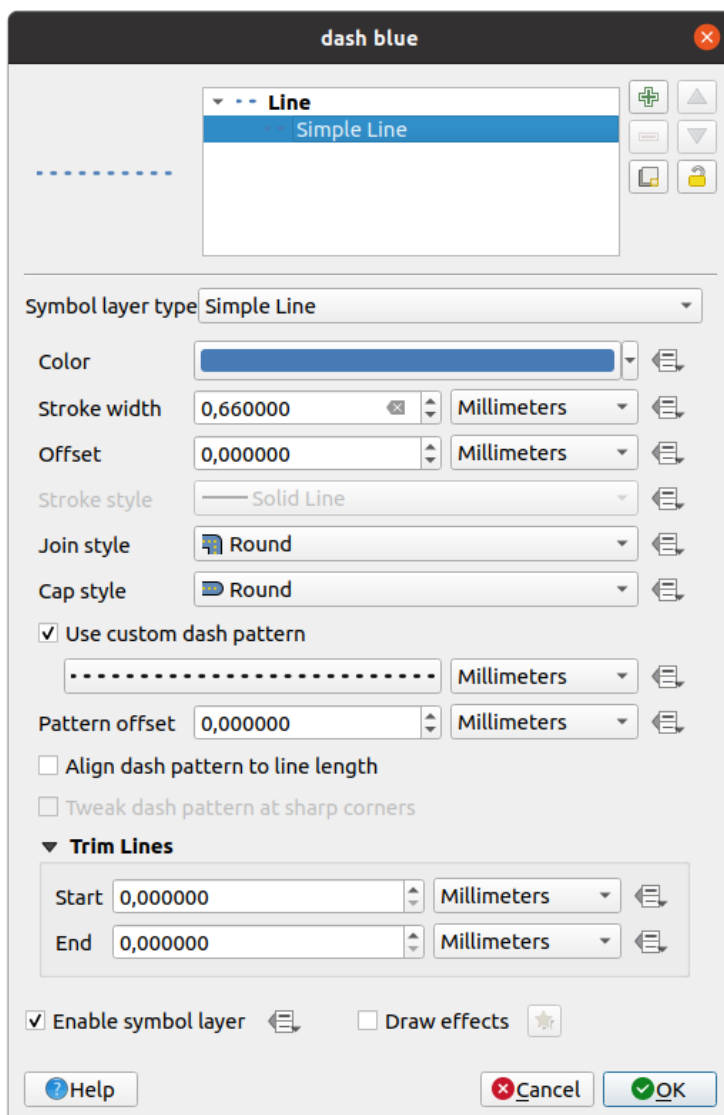 dash blue
Line
Simple Line
Symbol layer type Simple Line
Color
Stroke width 0,660000 Millimeters
Offset 0,000000 Millimeters
Stroke style Solid Line
Join style Round
Cap style Round
Use custom dash pattern
Millimeters
Pattern offset 0,000000 Millimeters
Align dash pattern to line length
Tweak dash pattern at sharp corners
Trim Lines
Start 0,000000 Millimeters
End 0,000000 Millimeters
Enable symbol layer Draw effects
Help Cancel OK